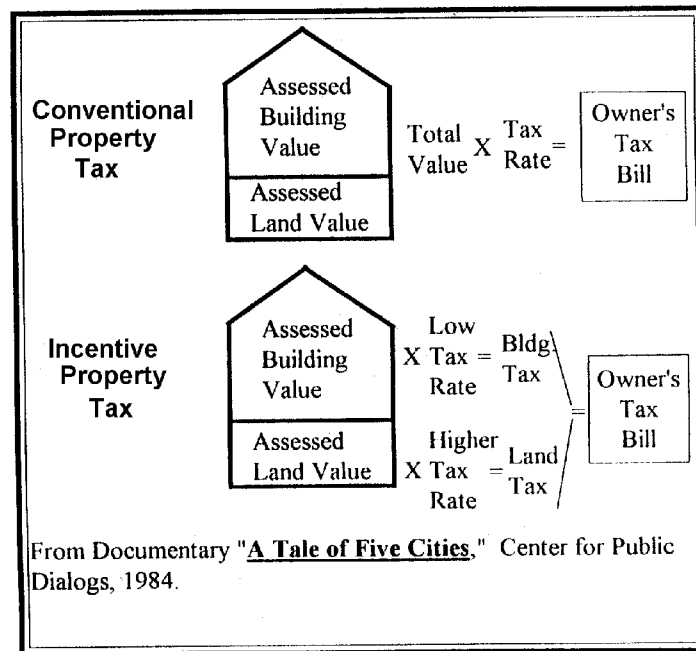 Conventional
Property
Tax
Assessed
Building
Value
Assessed
Land Value
Total
Value
X
Tax
Rate
=
Owner's
Tax
Bill
Incentive
Property
Tax
Assessed
Building
Value
X
Low
Tax
Rate
=
Bldg.
Tax
Assessed
Land Value
X
Higher
Tax
Rate
=
Land
Tax
=
Owner's
Tax
Bill
From Documentary "A Tale of Five Cities," Center for Public
Dialogs, 1984.